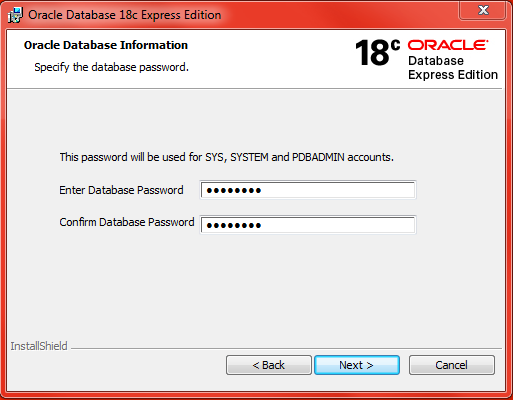 Oracle Database 18c Express Edition
Oracle Database Information
Specify the database password.
18c ORACLE
Database
Express Edition
This password will be used for SYS, SYSTEM and PDBADMIN accounts.
Enter Database Password ●●●●●●●●
Confirm Database Password ●●●●●●●●
InstallShield
< Back Next > Cancel